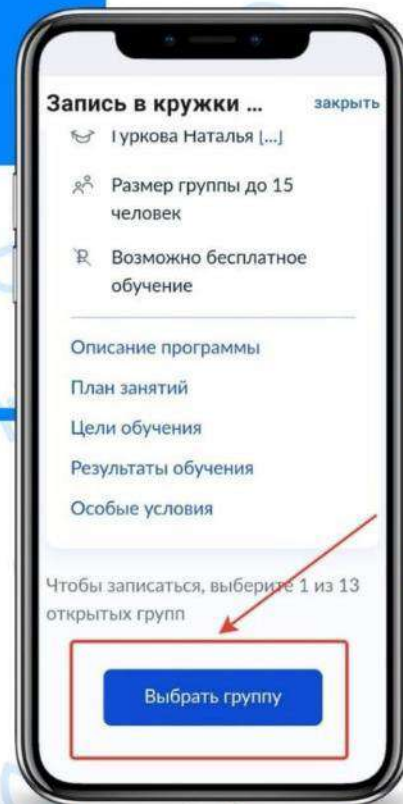 Запись в кружки ...
закрыть
Гуркова Наталья [...]
Размер группы до 15
человек
Возможно бесплатное
обучение
Описание программы
План занятий
Цели обучения
Результаты обучения
Особые условия
Чтобы записаться, выберите 1 из 13
открытых групп
Выбрать группу